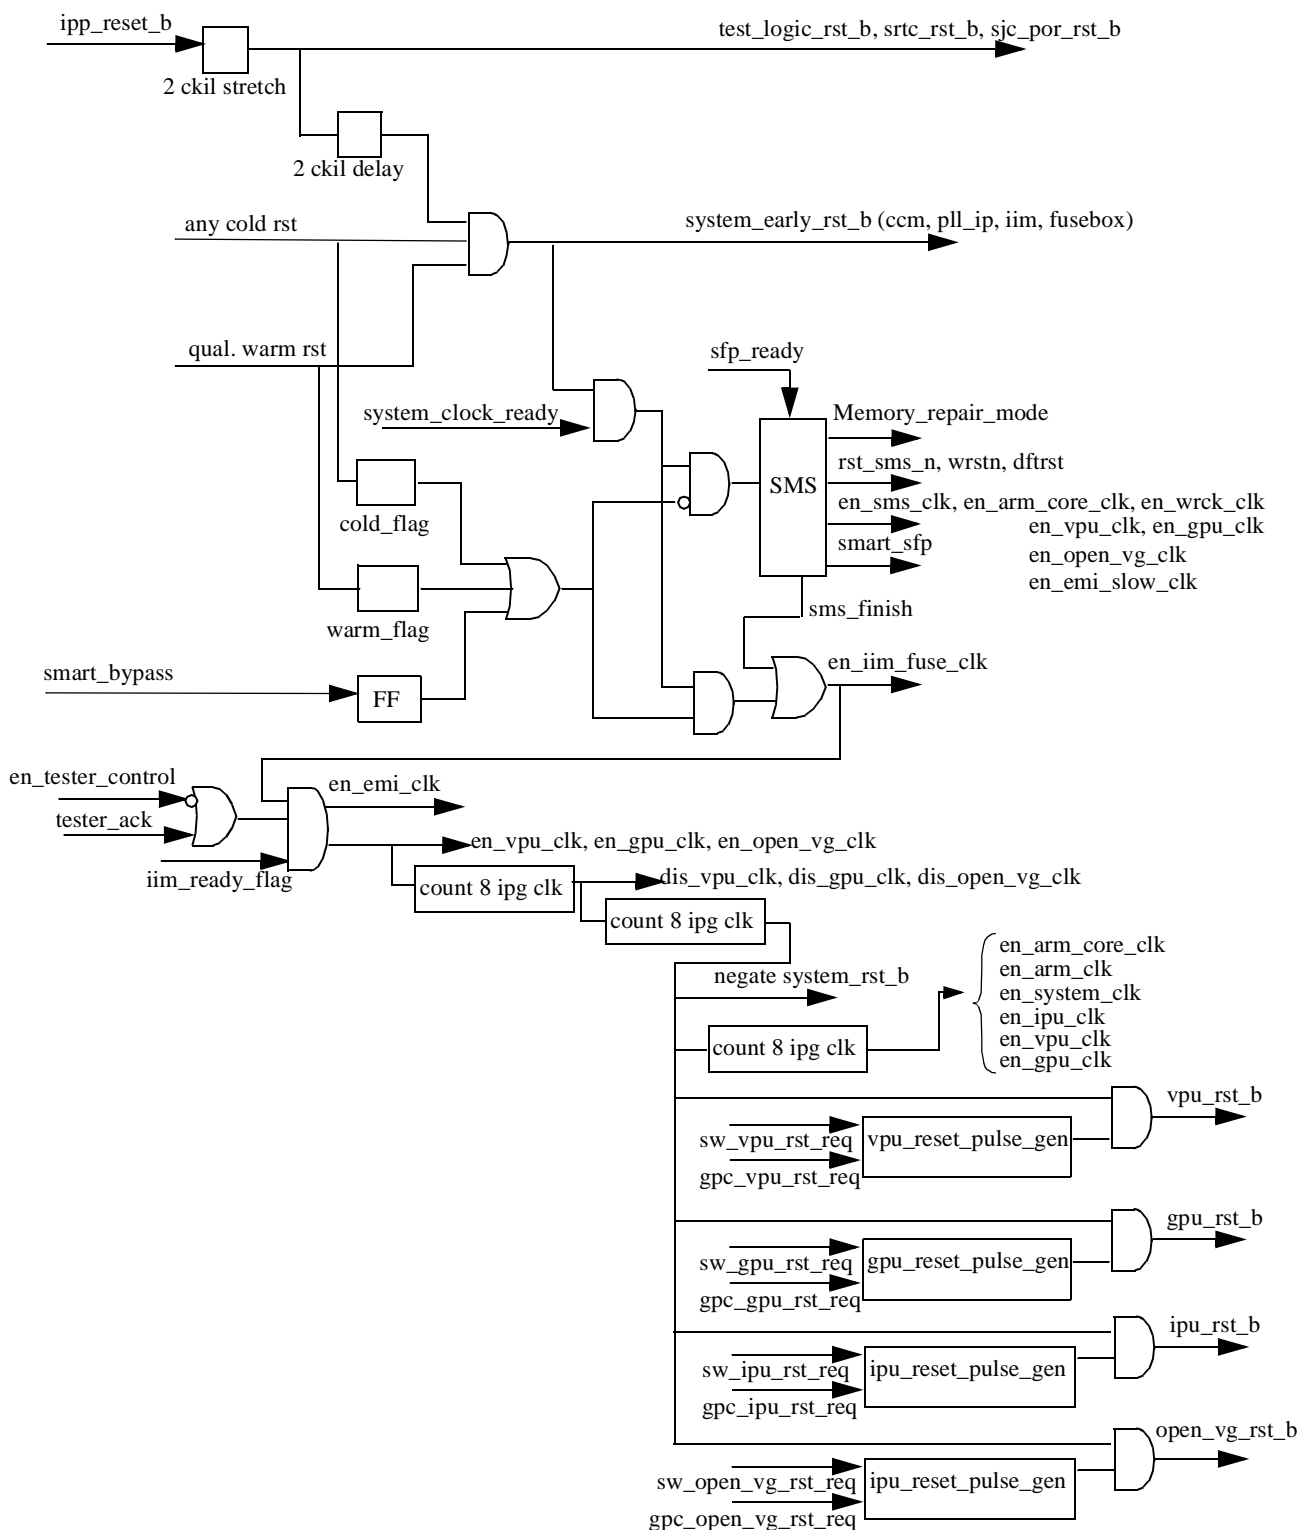 ipp_reset_b
test_logic_rst_b, srtc_rst_b, sjc_por_rst_b
2 ckil stretch
2 ckil delay
any cold rst
system_early_rst_b (ccm, pll_ip, iim, fusebox)
qual. warm rst
sfp_ready
system_clock_ready
Memory_repair_mode
rst_sms_n, wrstn, dftrst
SMS
en_sms_clk, en_arm_core_clk, en_wrck_clk
en_vpu_clk, en_gpu_clk
cold_flag
smart_sfp
en_open_vg_clk
en_emi_slow_clk
sms_finish
warm_flag
en_iim_fuse_clk
smart_bypass
FF
en_tester_control
en_emi_clk
tester_ack
en_vpu_clk, en_gpu_clk, en_open_vg_clk
iim_ready_flag
count 8 ipg clk
dis_vpu_clk, dis_gpu_clk, dis_open_vg_clk
count 8 ipg clk
en_arm_core_clk
en_arm_clk
negate system_rst_b
en_system_clk
en_ipu_clk
en_vpu_clk
count 8 ipg clk
en_gpu_clk
vpu_rst_b
sw_vpu_rst_req
vpu_reset_pulse_gen
gpc_vpu_rst_req
gpu_rst_b
sw_gpu_rst_req
gpu_reset_pulse_gen
gpc_gpu_rst_req
ipu_rst_b
sw_ipu_rst_req
ipu_reset_pulse_gen
gpc_ipu_rst_req
open_vg_rst_b
sw_open_vg_rst_req
ipu_reset_pulse_gen
gpc_open_vg_rst_req